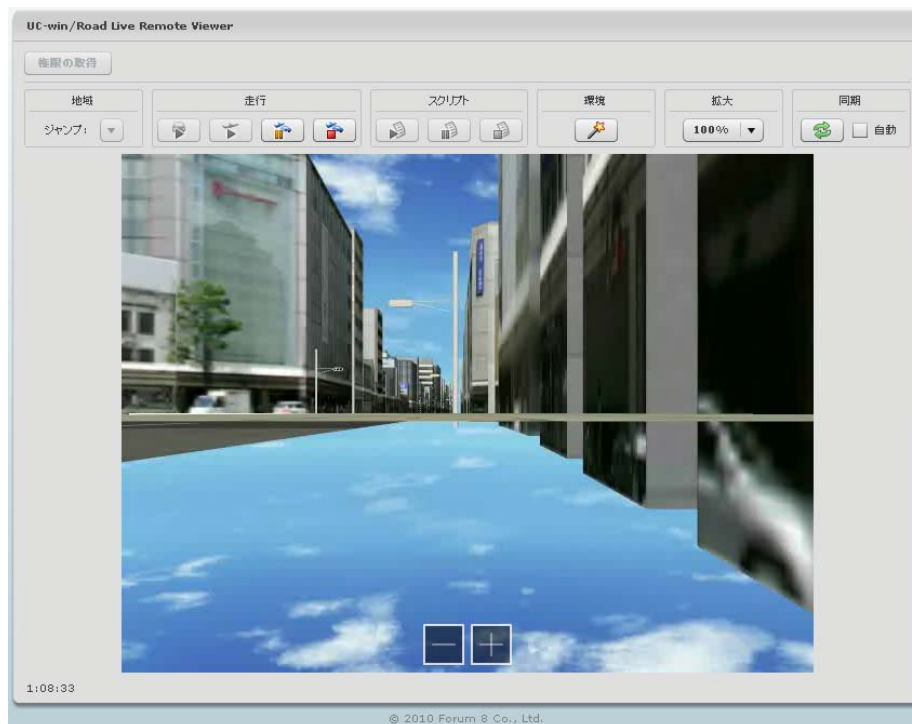 UC-win/Road Live Remote Viewer
権限の取得
地域
走行
スクリプト
環境
拡大
同期
ジャンプ:
100%
自動
1:08:33
© 2010 Forum 8 Co., Ltd.